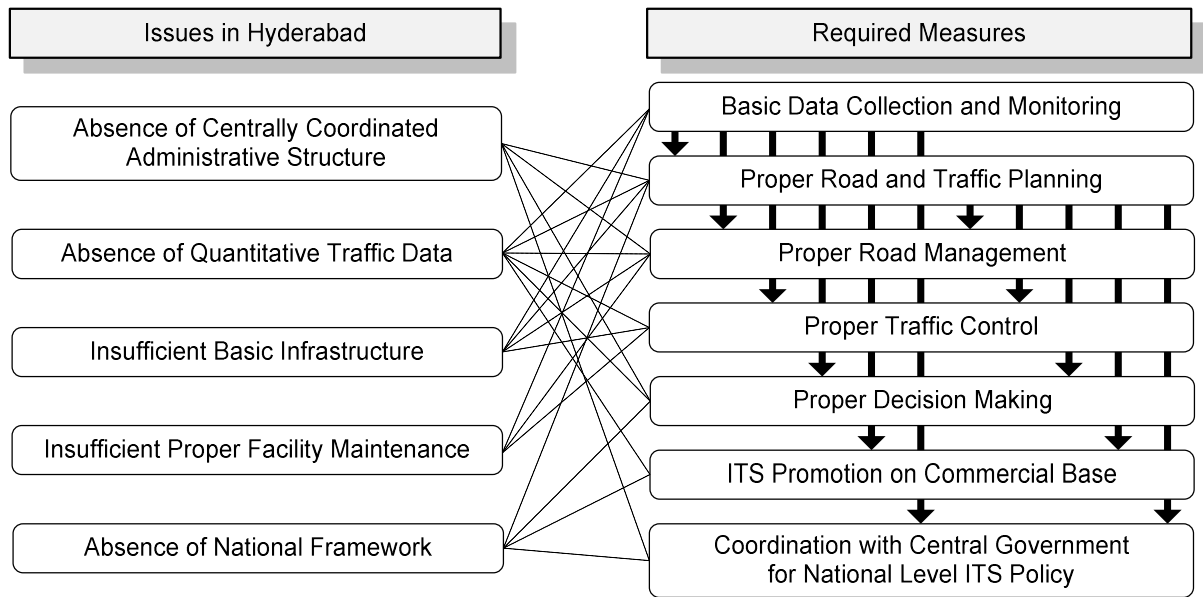 Issues in Hyderabad
Absence of Centrally Coordinated
Administrative Structure
Absence of Quantitative Traffic Data
Insufficient Basic Infrastructure
Insufficient Proper Facility Maintenance
Absence of National Framework
Required Measures
Basic Data Collection and Monitoring
Proper Road and Traffic Planning
Proper Road Management
Proper Traffic Control
Proper Decision Making
ITS Promotion on Commercial Base
Coordination with Central Government
for National Level ITS Policy